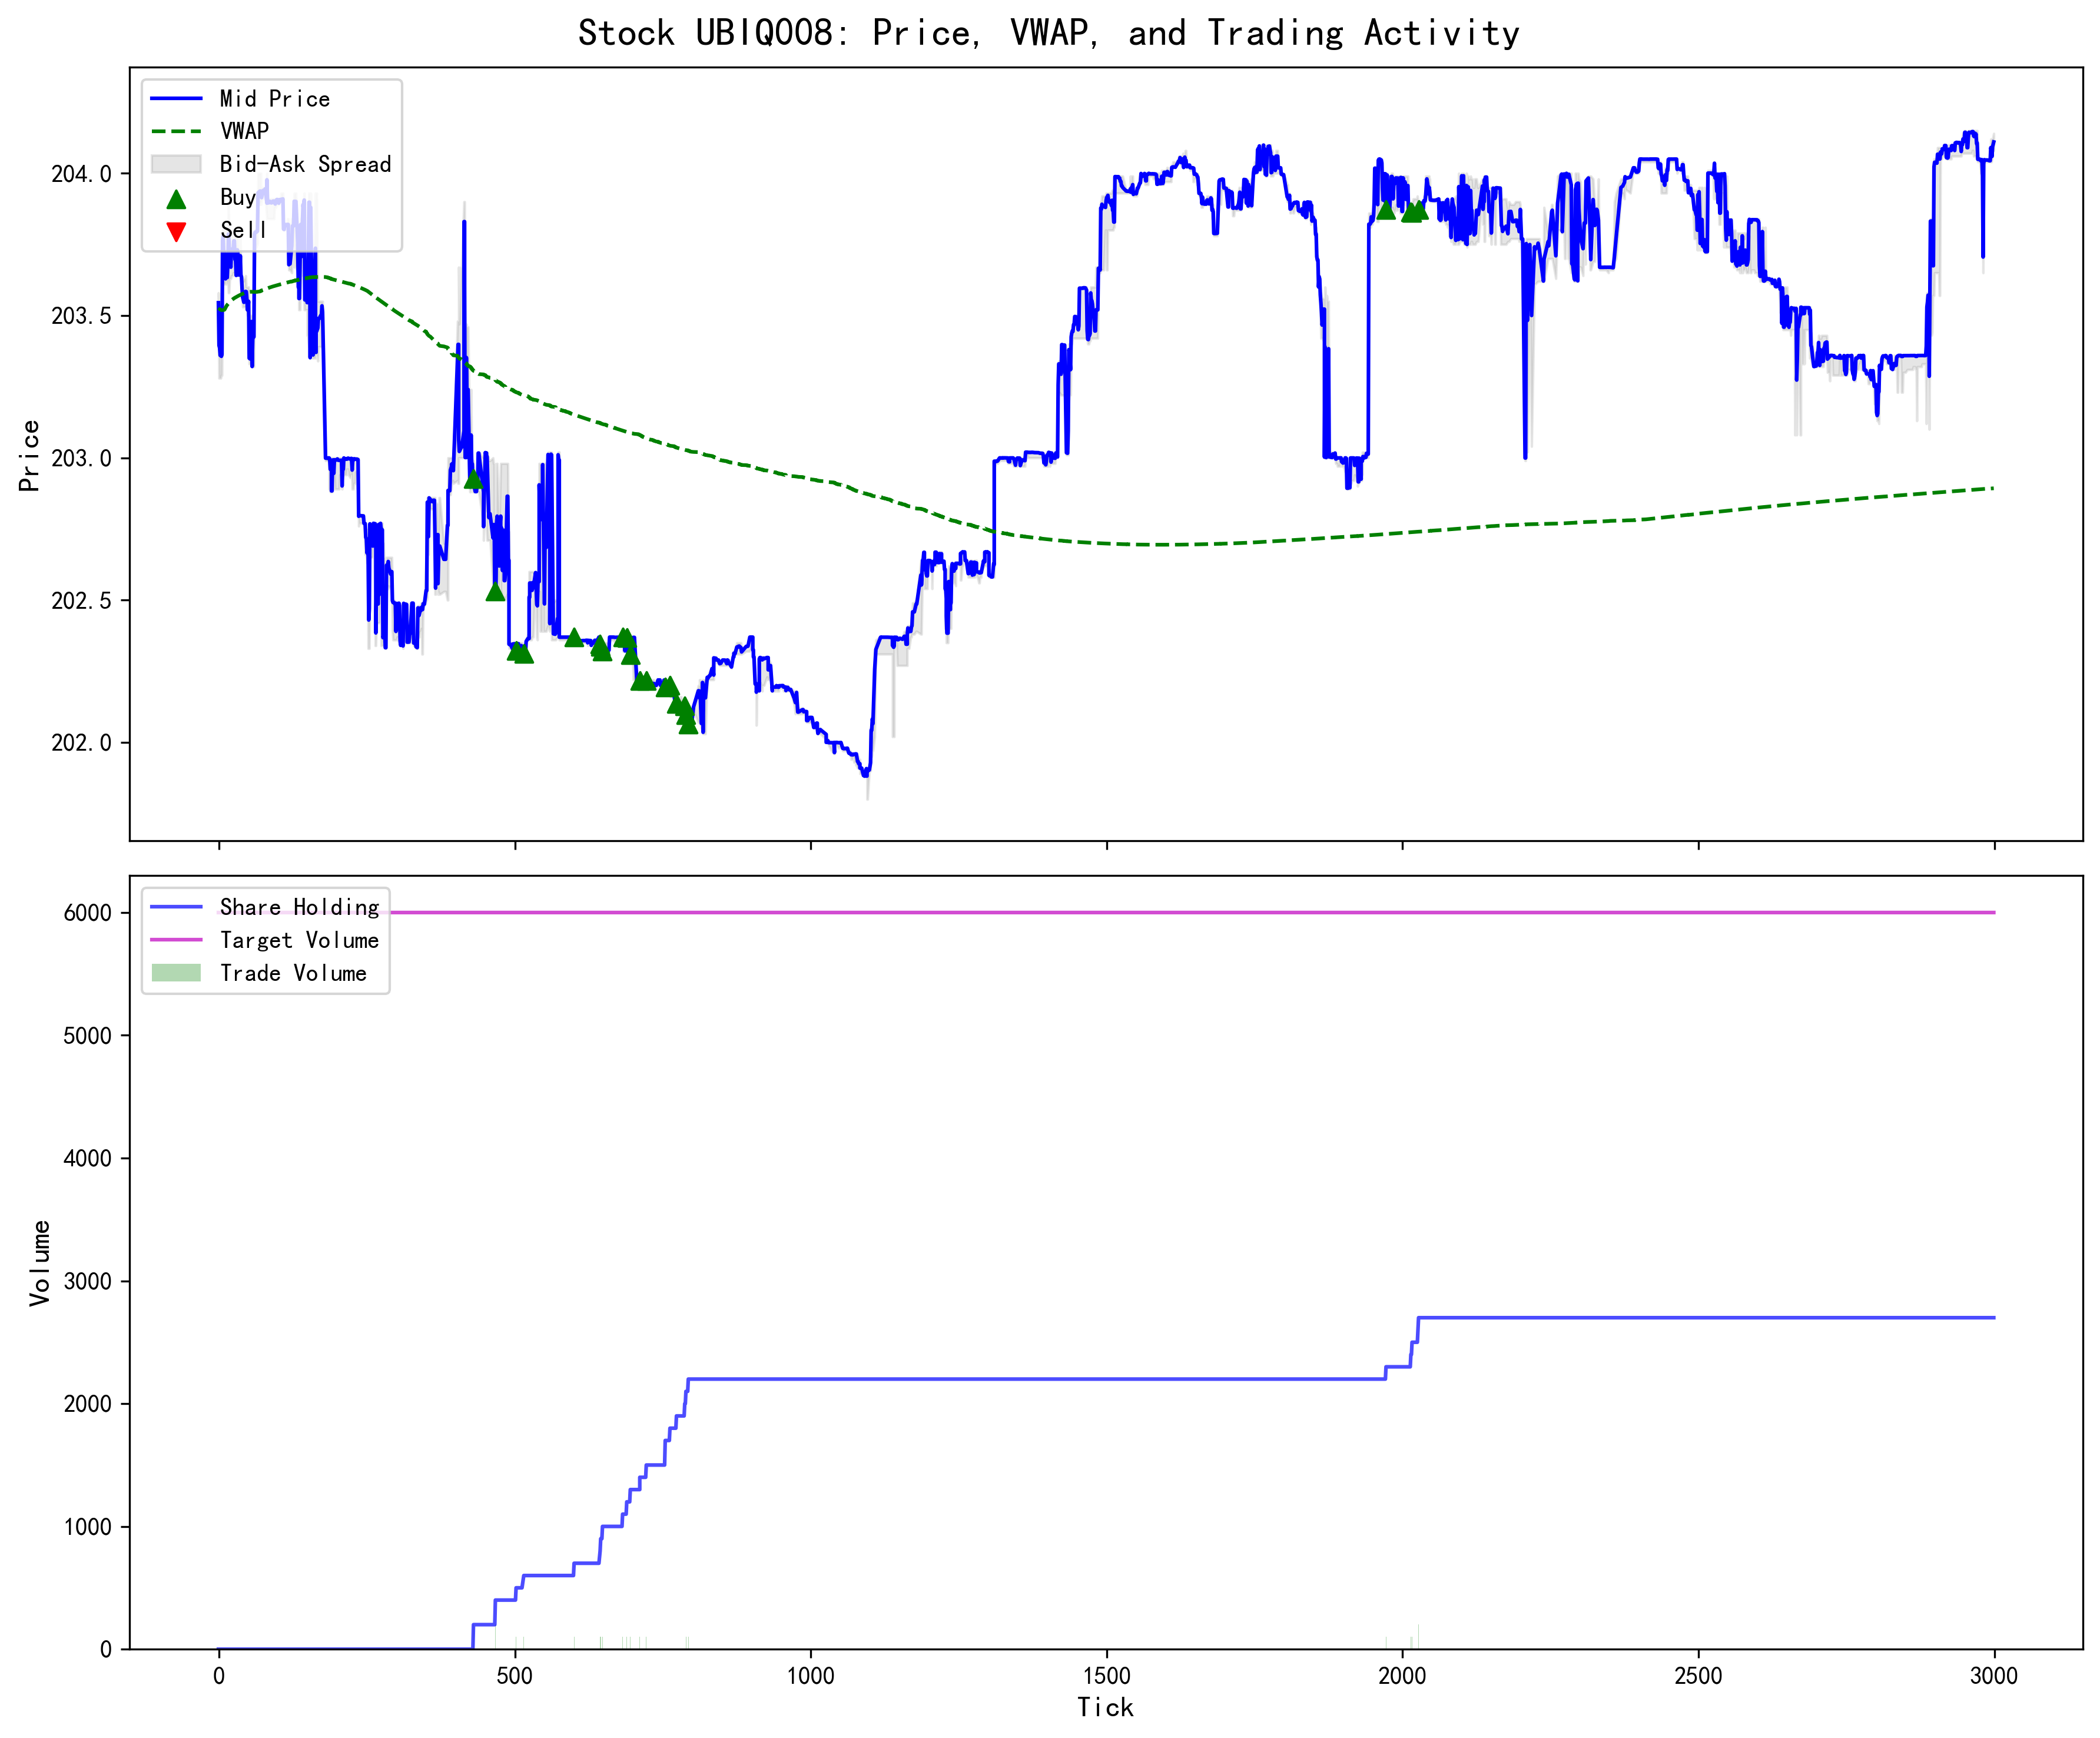 Stock UBIQ008: Price, VWAP, and Trading Activity
Mid Price
VWAP
Bid-Ask Spread
Buy
Sell
204.0
203.5
203.0
202.5
202.0
Price
Share Holding
Target Volume
Trade Volume
6000
5000
4000
3000
2000
1000
0
Volume
0 500 1000 1500 2000 2500 3000
Tick